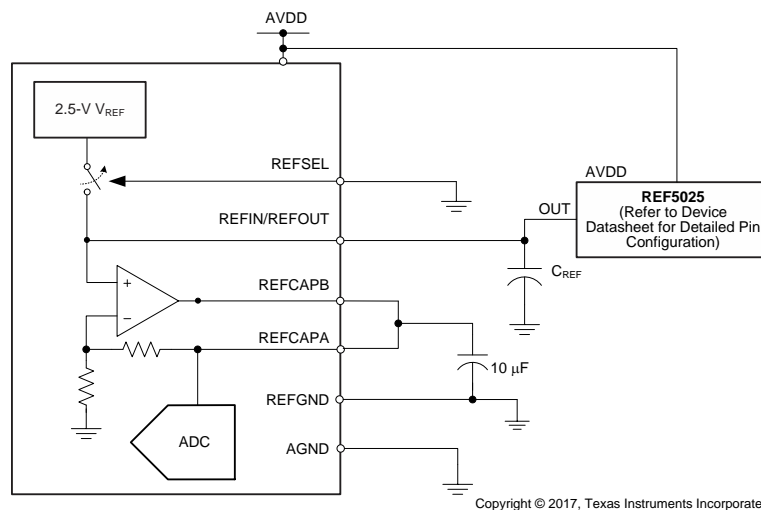 AVDD
2.5-V VREF
REFSEL
AVDD
REF5025
(Refer to Device
Datasheet for Detailed Pin
Configuration)
OUT
REFIN/REFOUT
CREF
+
−
REFCAPB
REFCAPA
10 μF
REFGND
ADC
AGND
Copyright © 2017, Texas Instruments Incorporate